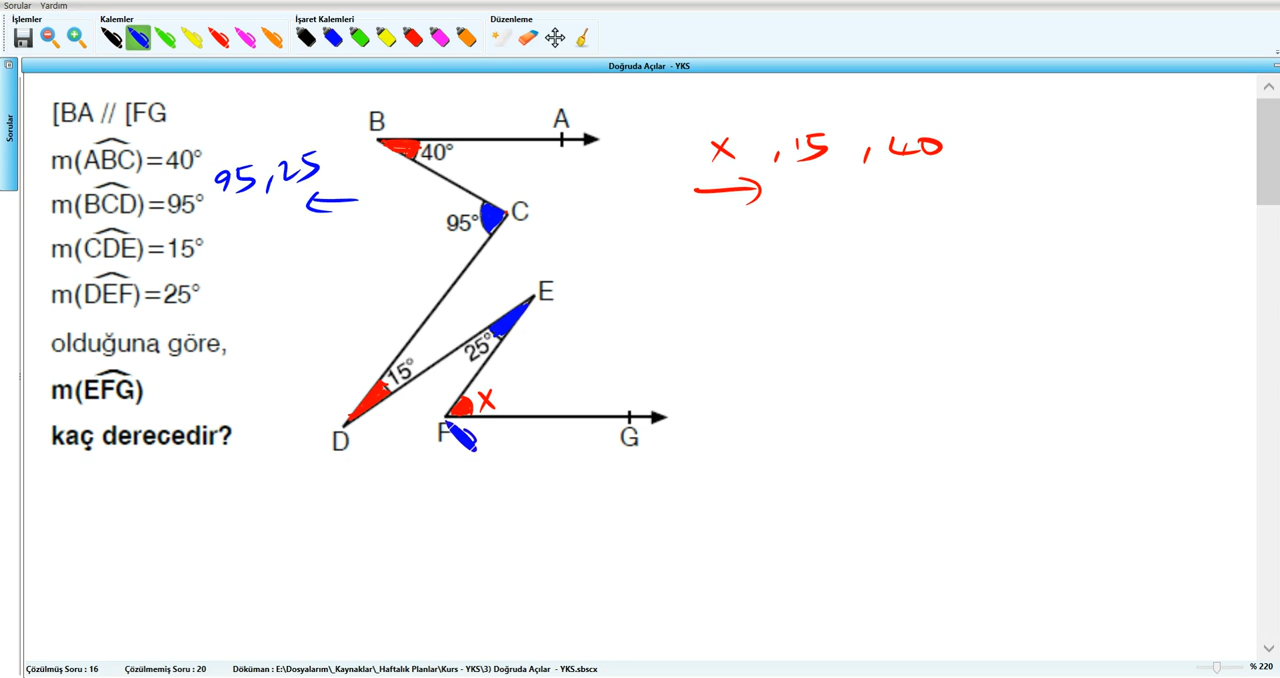 Sorular Yardım
İşlemler Kalemler İşaret Kalemleri Düzenleme
Doğruda Açılar - YKS
Sorular
[BA // [FG
m(ABC)=40°
m(BCD)=95°
m(CDE)=15°
m(DEF)=25°
olduğuna göre,
m(EFG)
kaç derecedir?
95, 25
B
A
40°
C
95°
E
25°
15°
x
D
F
G
x , 15 , 40
Çözülmüş Soru : 16 Çözülmemiş Soru : 20 Döküman : E:\Dosyalarım\_Kaynaklar\_Haftalık Planlar\Kurs - YKS\3) Doğruda Açılar - YKS.sbscx % 220